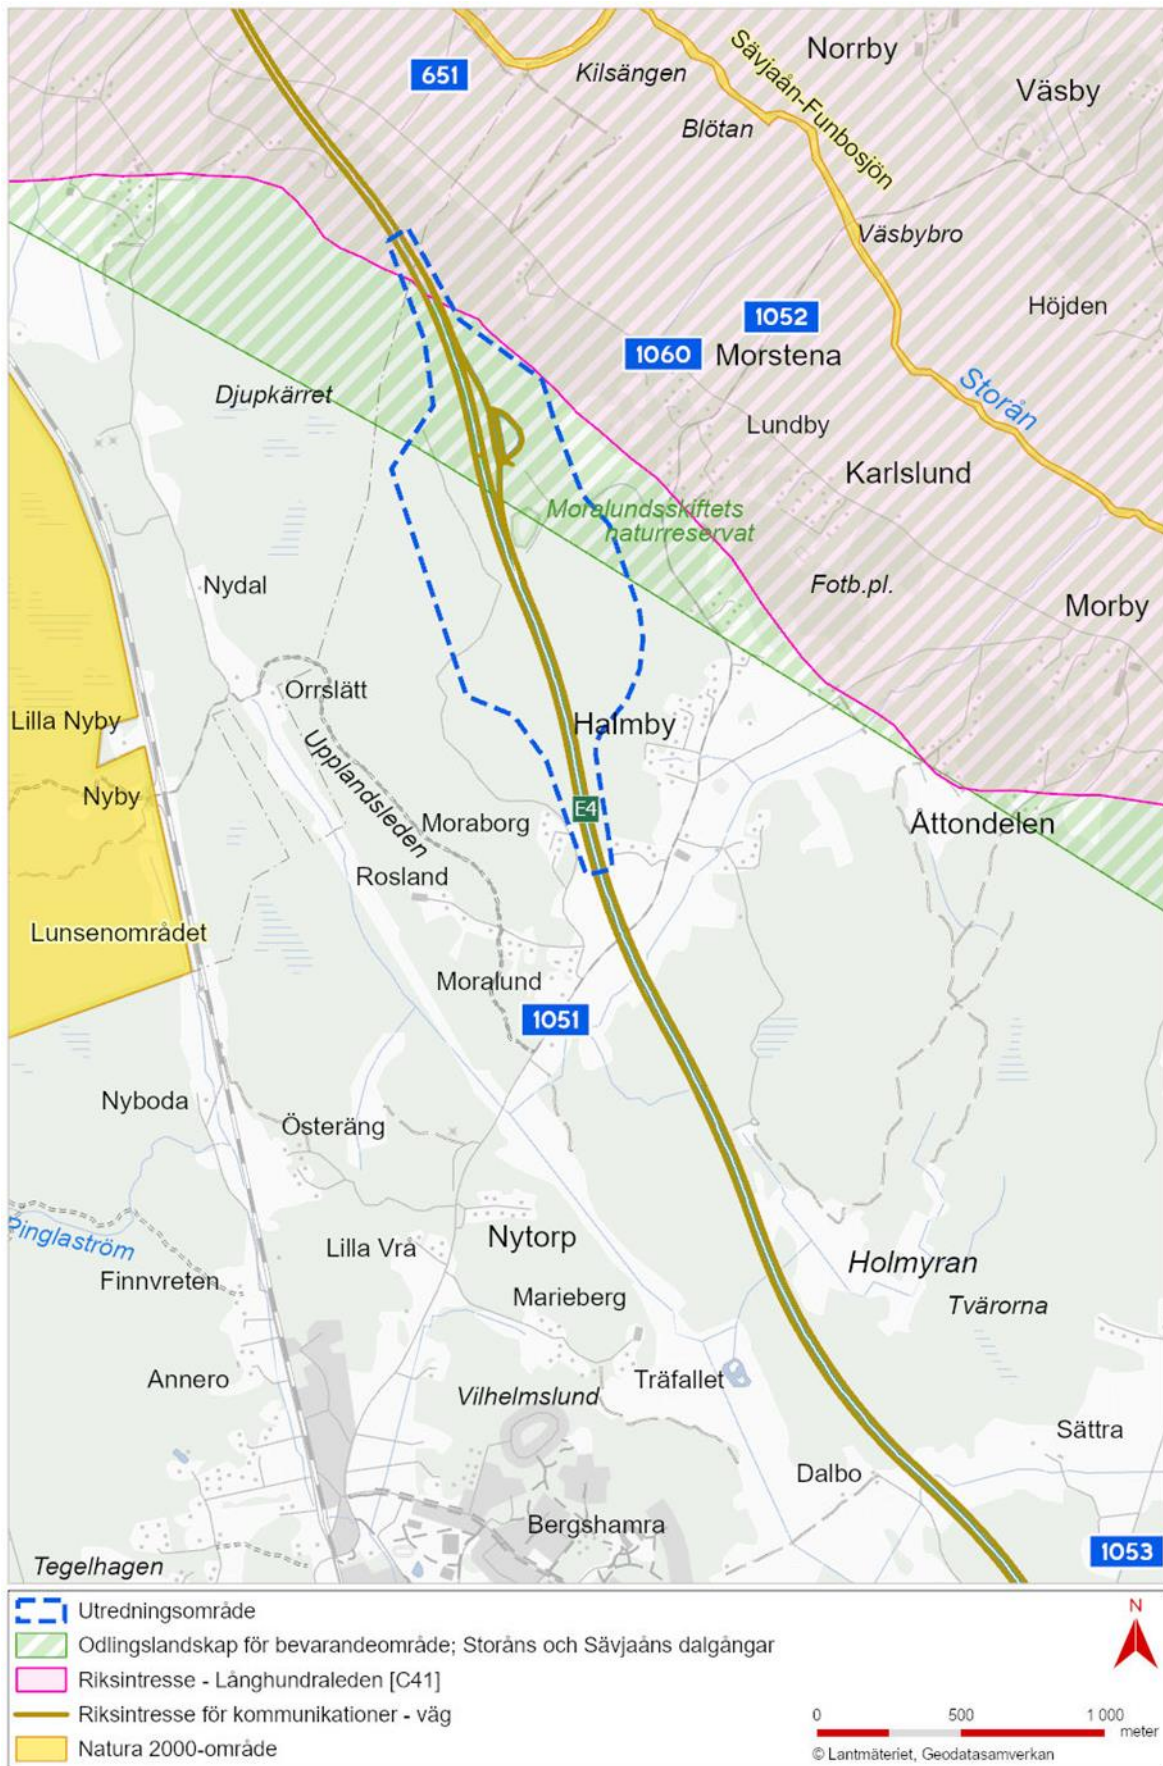 Norrby
651
Kilsängen
Sävjaån-Funbosjön
Väsby
Blötan
Väsbybro
Höjden
1052
1060
Morstena
Djupkärret
Storån
Lundby
Karlslund
Moralundsskiftets
naturreservat
Nydal
Fotb.pl.
Morby
Orrslätt
Lilla Nyby
Halmby
Upplandsleden
Nyby
E4
Moraborg
Åttondelen
Rosland
Lunsenområdet
Moralund
1051
Nyboda
Österäng
Pinglaström
Lilla Vrå
Nytorp
Finnvreten
Holmyran
Marieberg
Tvärorna
Annero
Vilhelmslund
Träfallet
Sättra
Dalbo
Bergshamra
1053
Tegelhagen
Utredningsområde
Odlingslandskap för bevarandeområde; Storåns och Sävjaåns dalgångar
Riksintresse - Långhundraleden [C41]
Riksintresse för kommunikationer - väg
Natura 2000-område
N
0 500 1 000
meter
© Lantmäteriet, Geodatasamverkan